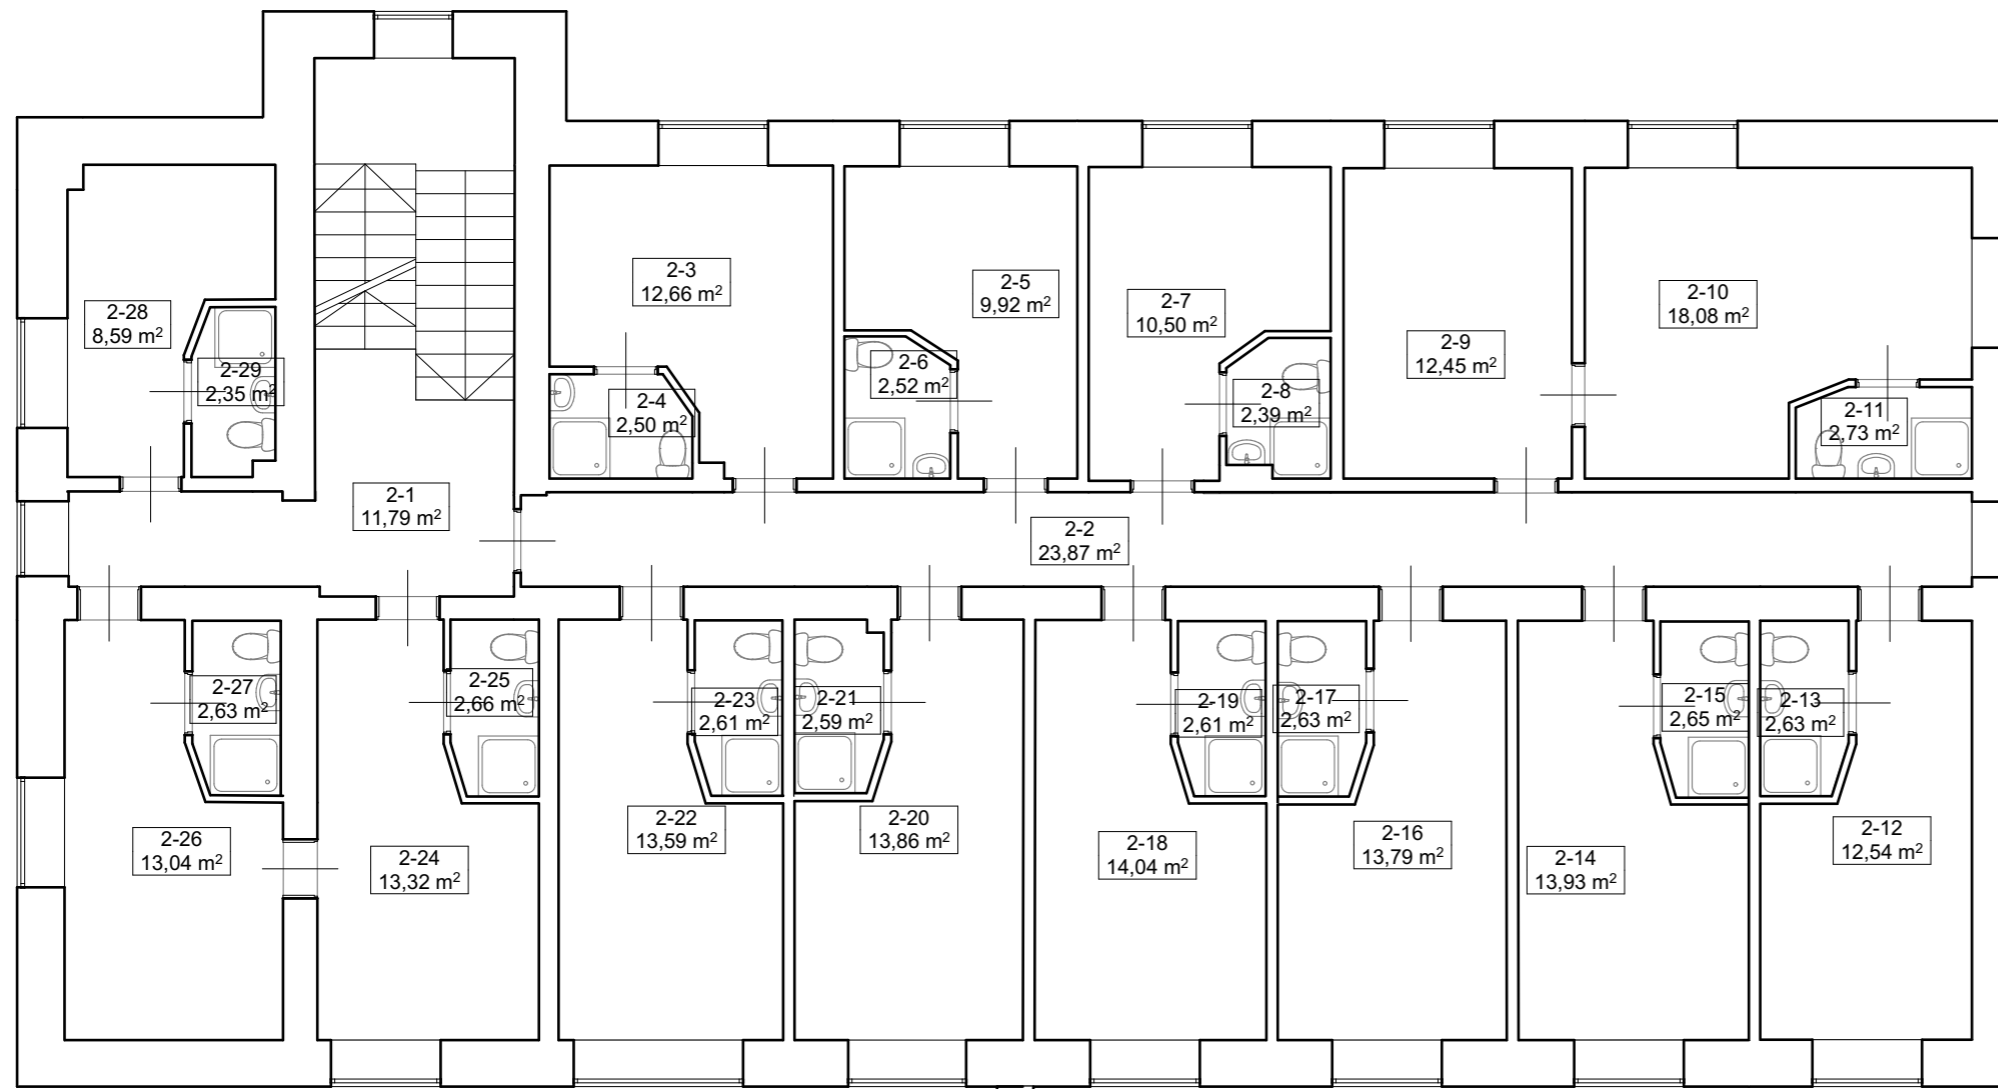 2-3
12,66 m²
2-5
9,92 m²
2-7
10,50 m²
2-10
18,08 m²
2-28
8,59 m²
2-9
12,45 m²
2-29
2,35 m²
2-6
2,52 m²
2-8
2,39 m²
2-4
2,50 m²
2-11
2,73 m²
2-1
11,79 m²
2-2
23,87 m²
2-27
2,63 m²
2-25
2,66 m²
2-23
2,61 m²
2-21
2,59 m²
2-19
2,61 m²
2-17
2,63 m²
2-15
2,65 m²
2-13
2,63 m²
2-26
13,04 m²
2-24
13,32 m²
2-22
13,59 m²
2-20
13,86 m²
2-18
14,04 m²
2-16
13,79 m²
2-14
13,93 m²
2-12
12,54 m²